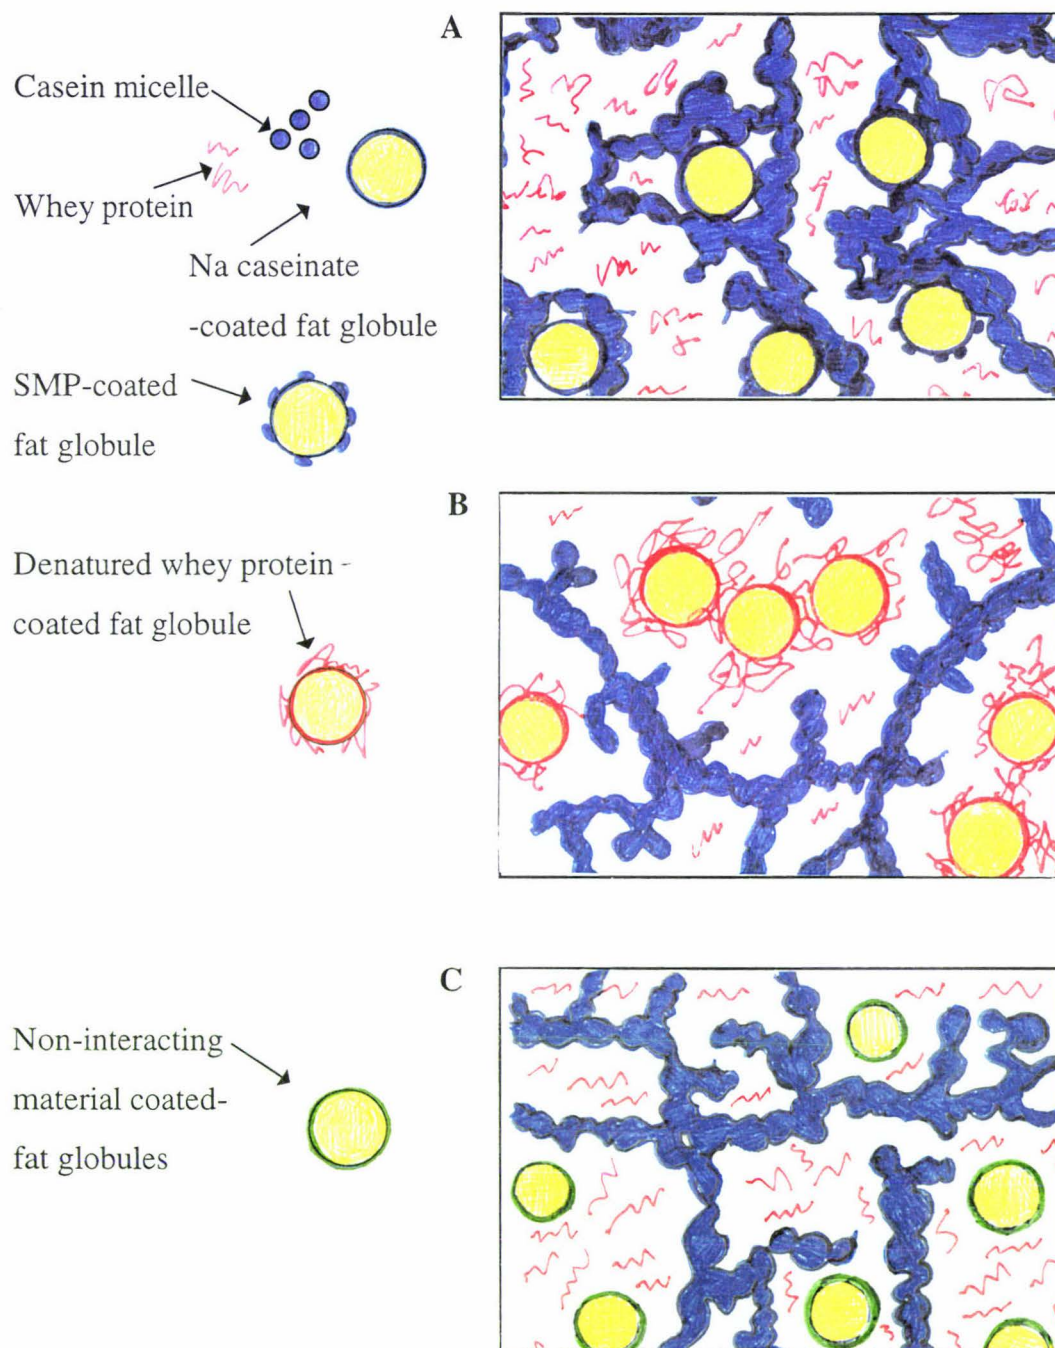 A
Casein micelle
Whey protein
Na caseinate
-coated fat globule
SMP-coated
fat globule
B
Denatured whey protein -
coated fat globule
C
Non-interacting
material coated-
fat globules